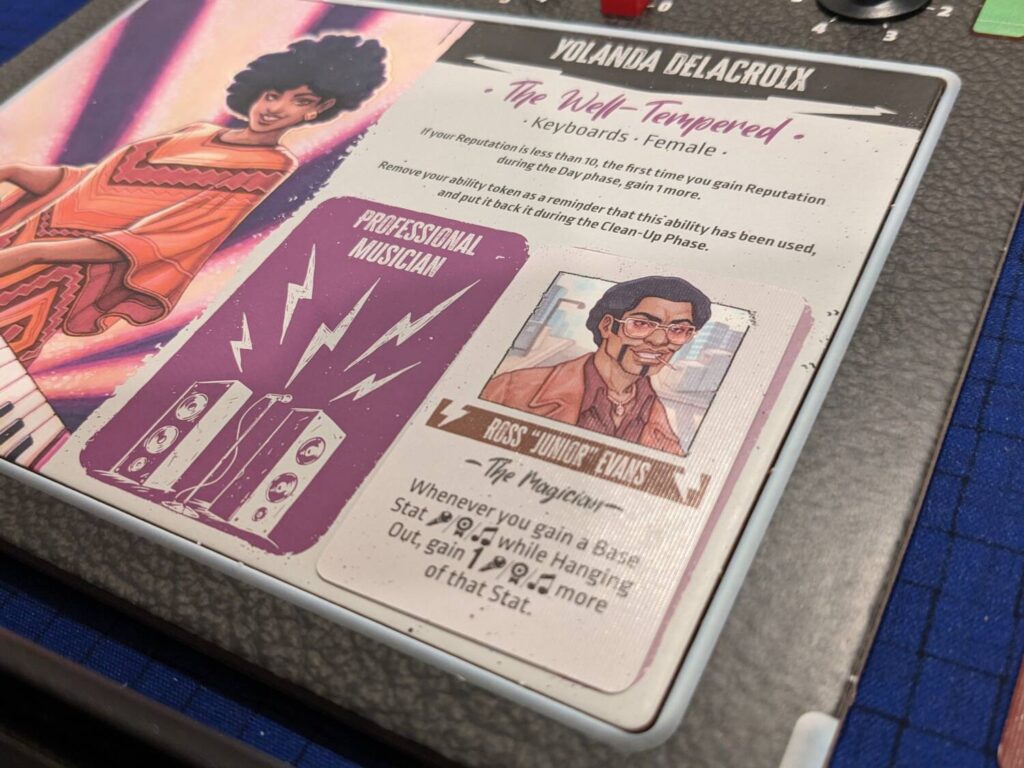 YOLANDA DELACROIX
· The Well-Tempered ·
· Keyboards · Female ·
If your Reputation is less than 10, the first time you gain Reputation
during the Day phase, gain 1 more.
Remove your ability token as a reminder that this ability has been used,
and put it back it during the Clean-Up Phase.
PROFESSIONAL
MUSICIAN
ROSS "JUNIOR" EVANS
– The Magician –
Whenever you gain a Base
Stat / / while Hanging
Out, gain 1 / / more
of that Stat.
4
3
2